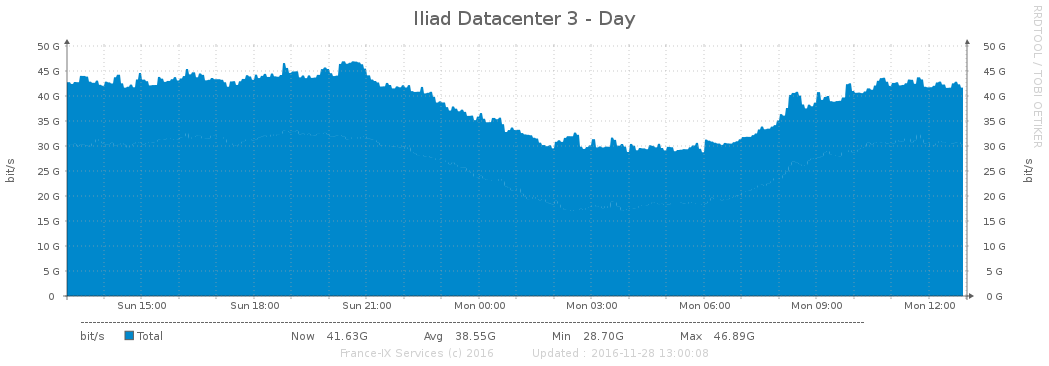 Iliad Datacenter 3 - Day
RRDTOOL / TOBI OETIKER
bit/s
50 G 50 G
45 G 45 G
40 G 40 G
35 G 35 G
30 G 30 G
25 G 25 G
20 G 20 G
15 G 15 G
10 G 10 G
5 G 5 G
0 0 G
bit/s
Sun 15:00 Sun 18:00 Sun 21:00 Mon 00:00 Mon 03:00 Mon 06:00 Mon 09:00 Mon 12:00
bit/s Total Now 41.63G Avg 38.55G Min 28.70G Max 46.89G
France-IX Services (c) 2016 Updated : 2016-11-28 13:00:08